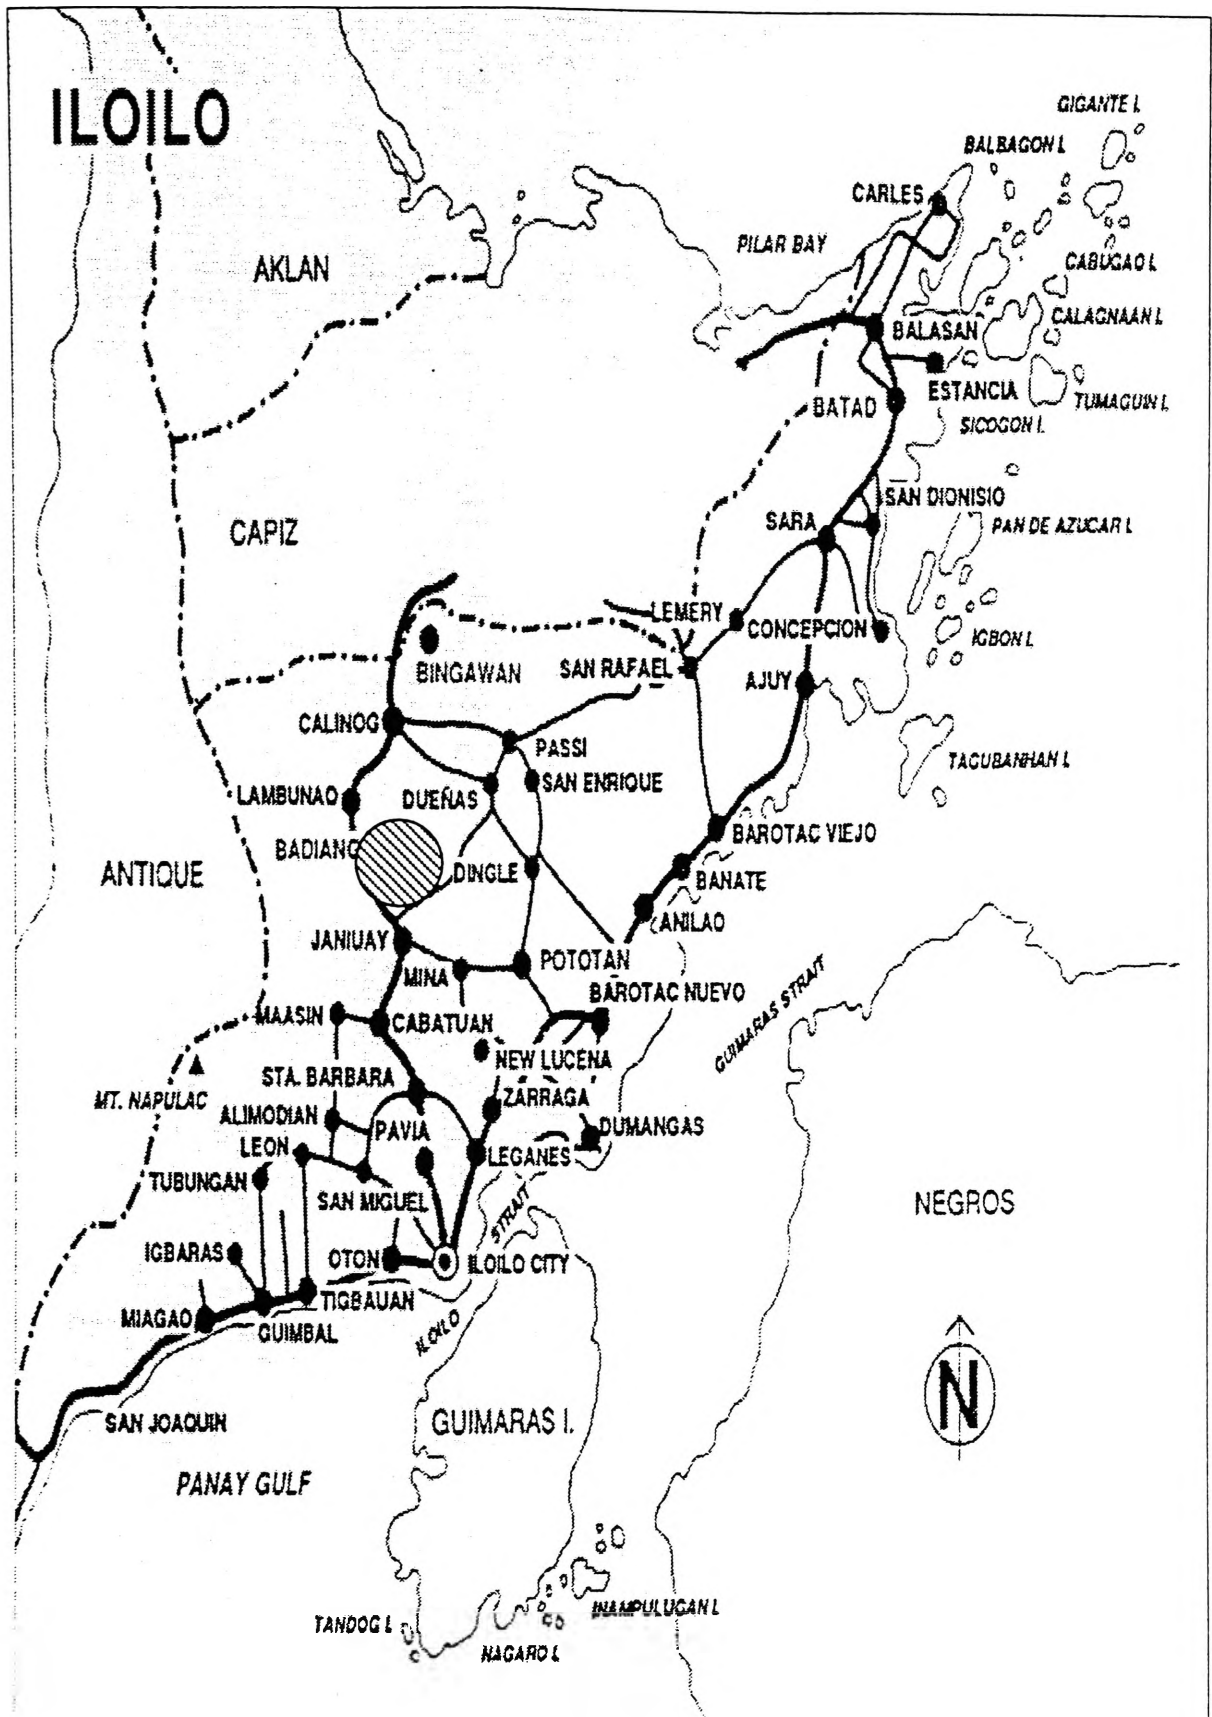 ILOILO
GIGANTE I.
BALBAGON I.
CARLES
PILAR BAY
AKLAN
CABUGAO I.
CALAGNAAN I.
BALASAN
ESTANCIA
TUMAGUIN I.
BATAD
SICOGON I.
SAN DIONISIO
SARA
PAN DE AZUCAR I.
CAPIZ
LEMERY
CONCEPCION
IGBON I.
BINGAWAN
SAN RAFAEL
AJUY
CALINOG
PASSI
TAGUBANHAN I.
SAN ENRIQUE
LAMBUNAO
DUEÑAS
BAROTAC VIEJO
BADIANG
DINGLE
BANATE
ANTIQUE
ANILAO
JANIUAY
POTOTAN
MINA
BAROTAC NUEVO
GUIMARAS STRAIT
MAASIN
CABATUAN
NEW LUCENA
STA. BARBARA
MT. NAPULAC
ZARRAGA
ALIMODIAN
PAVIA
DUMANGAS
LEON
LEGANES
TUBUNGAN
SAN MIGUEL
STRAIT
NEGROS
IGBARAS
OTON
ILOILO CITY
TIGBAUAN
MIAGAO
GUIMBAL
ILOILO
N
SAN JOAQUIN
GUIMARAS I.
PANAY GULF
INAMPULUGAN I.
TANDOG I.
NAGARO I.